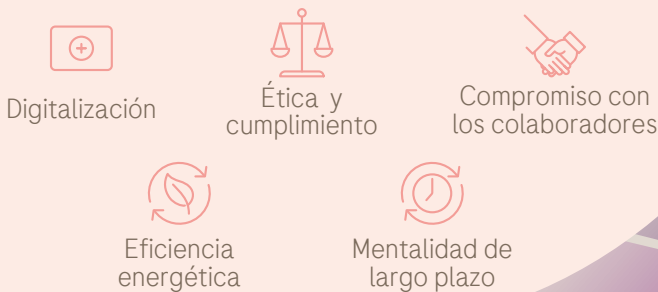 Digitalización
Ética y
cumplimiento
Compromiso con
los colaboradores
Eficiencia
energética
Mentalidad de
largo plazo